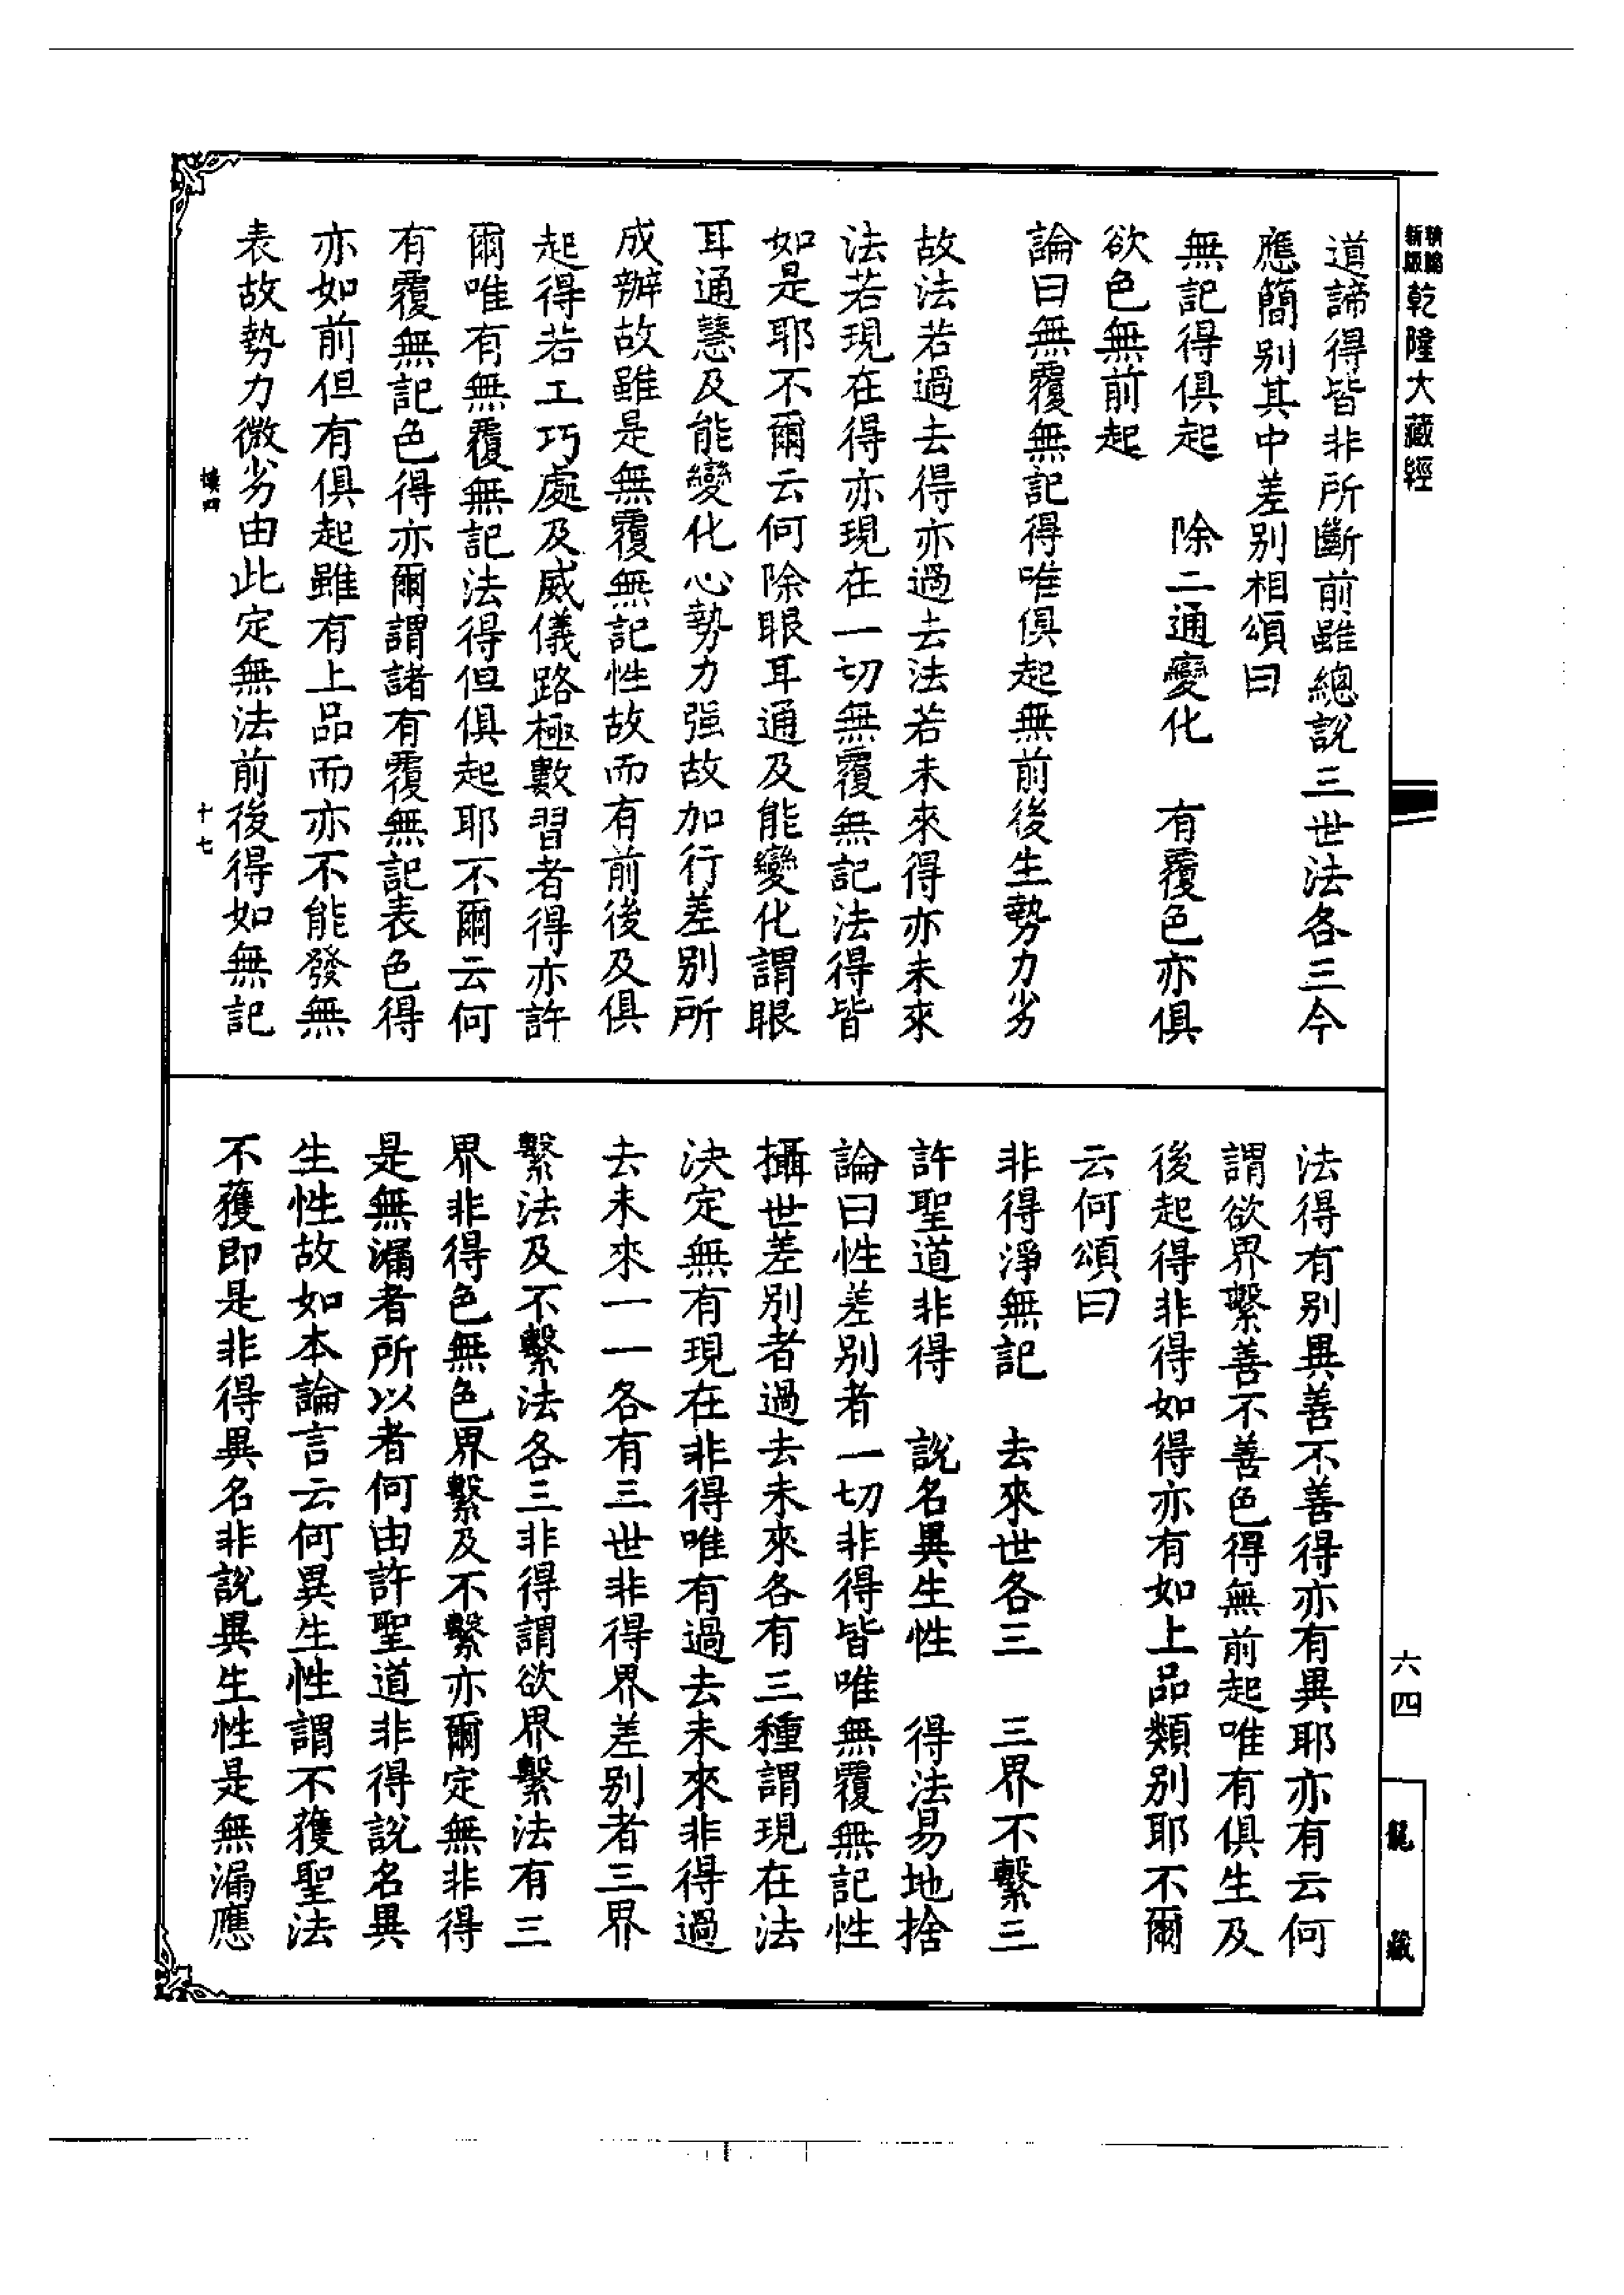 乾隆大藏經
道諦得皆非所斷前雖總說三世法各三今
應簡別其中差別相頌曰
無記得俱起　除二通變化　有覆色亦俱
欲色無前起
論曰無覆無記得唯俱起無前後生勢力劣
故法若過去得亦過去法若未來得亦未來
法若現在得亦現在一切無覆無記法得皆
如是耶不爾云何除眼耳通及能變化謂眼
耳通慧及能變化心勢力強故加行差別所
成辦故雖是無覆無記性故而有前後及俱
起得若工巧處及威儀路極數習者得亦許
爾唯有無覆無記法得但俱起耶不爾云何
有覆無記色得亦爾謂諸有覆無記表色得
亦如前但有俱起雖有上品而亦不能發無
表故勢力微劣由此定無法前後得如無記
十七
法得有別異善不善得亦有異耶亦有云何
謂欲界繫善不善色得無前起唯有俱生及
後起得非得如得亦有如上品類別耶不爾
云何頌曰
非得淨無記　去來世各三　三界不繫三
許聖道非得　說名異生性　得法易地捨
論曰性差別者一切非得皆唯無覆無記性
攝世差別者過去未來各有三種謂現在法
決定無有現在非得唯有過去未來非得過
去未來一一各有三世非得界差別者三界
繫法及不繫法各三非得謂欲界繫法有三
界非得色無色界繫及不繫亦爾定無非得
是無漏者所以者何由許聖道非得說名異
生性故如本論言云何異生性謂不獲聖法
不獲即是非得異名非說異生性是無漏應
六四
龍藏